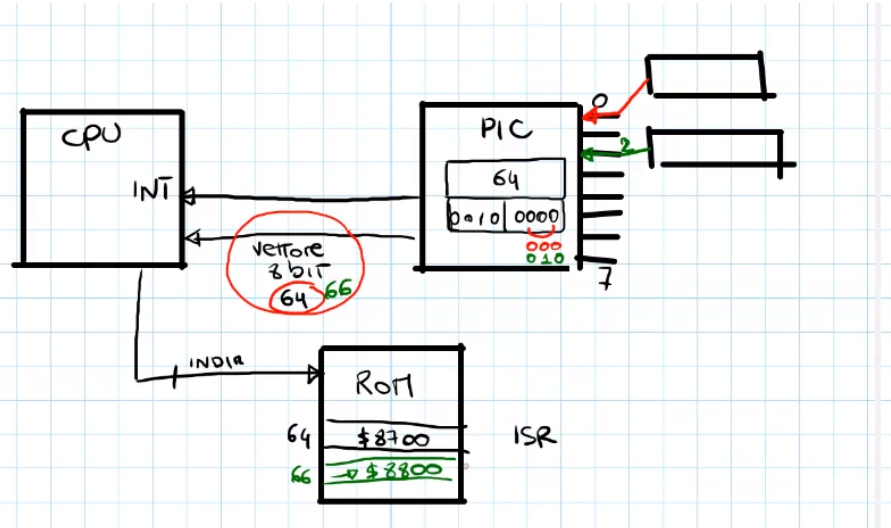 CPU
INT
PIC
64
0010 0000
000
010
0
2
7
vettore
8 bit
64 66
INDIR
ROM
64 $8700
ISR
66 → $8800